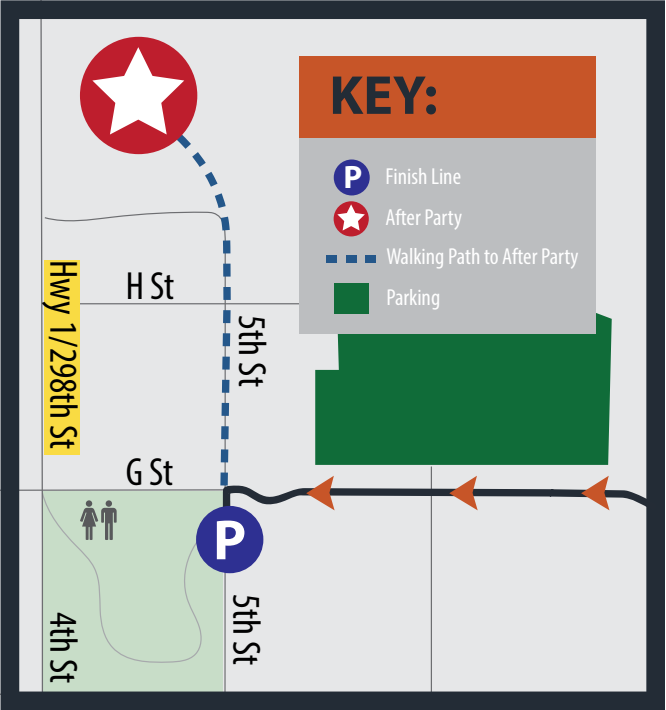 KEY:
P Finish Line
After Party
Walking Path to After Party
Parking
H St
Hwy 1/298th St
5th St
G St
P
4th St
5th St